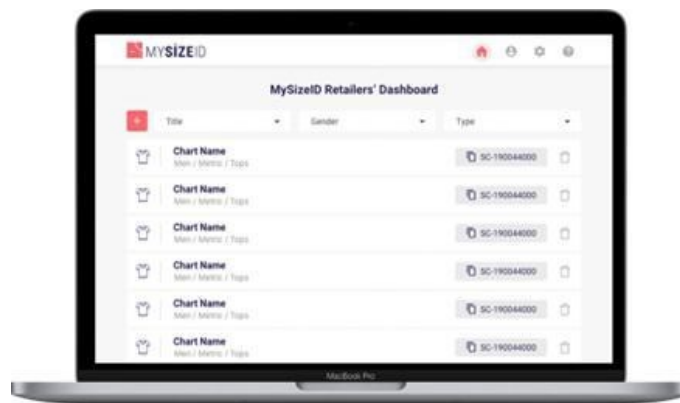 MYSİZEID
MySizeID Retailers' Dashboard
Title Gender Type
Chart Name SC-190044000
Men / Metric / Tops
Chart Name SC-190044000
Men / Metric / Tops
Chart Name SC-190044000
Men / Metric / Tops
Chart Name SC-190044000
Men / Metric / Tops
Chart Name SC-190044000
Men / Metric / Tops
Chart Name SC-190044000
Men / Metric / Tops
MacBook Pro